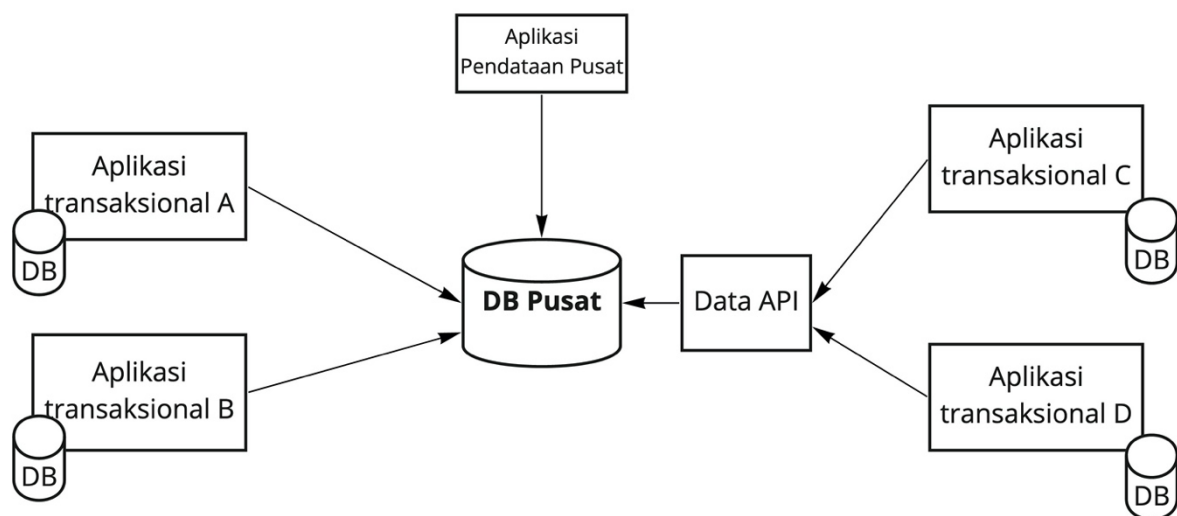 Aplikasi
Pendataan Pusat
Aplikasi
transaksional A
DB
Aplikasi
transaksional B
DB
DB Pusat
Data API
Aplikasi
transaksional C
DB
Aplikasi
transaksional D
DB